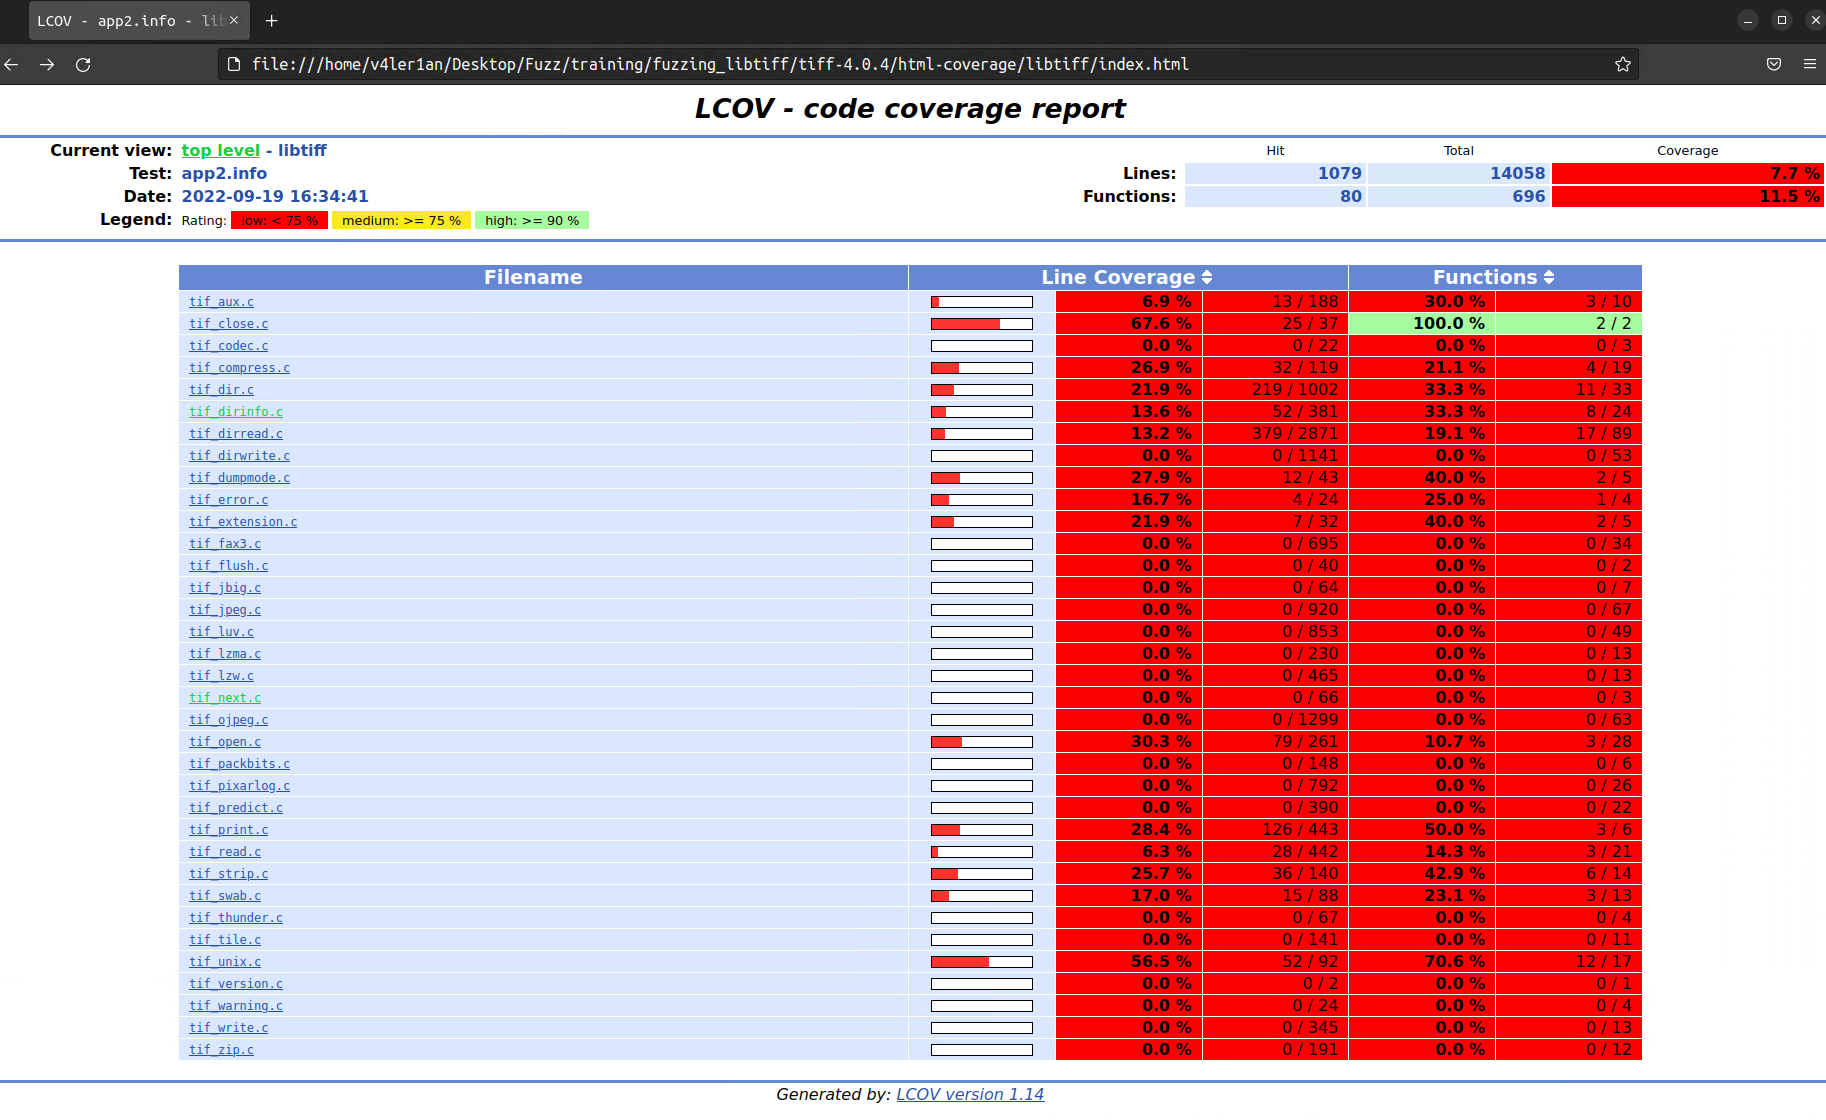 LCOV - app2.info - lib
file:///home/v4ler1an/Desktop/Fuzz/training/fuzzing_libtiff/tiff-4.0.4/html-coverage/libtiff/index.html
LCOV - code coverage report
Current view: top level - libtiff Hit Total Coverage
Test: app2.info Lines: 1079 14058 7.7 %
Date: 2022-09-19 16:34:41 Functions: 80 696 11.5 %
Legend: Rating: low: < 75 % medium: >= 75 % high: >= 90 %
Filename Line Coverage Functions
tif_aux.c 6.9 % 13 / 188 30.0 % 3 / 10
tif_close.c 67.6 % 25 / 37 100.0 % 2 / 2
tif_codec.c 0.0 % 0 / 22 0.0 % 0 / 3
tif_compress.c 26.9 % 32 / 119 21.1 % 4 / 19
tif_dir.c 21.9 % 219 / 1002 33.3 % 11 / 33
tif_dirinfo.c 13.6 % 52 / 381 33.3 % 8 / 24
tif_dirread.c 13.2 % 379 / 2871 19.1 % 17 / 89
tif_dirwrite.c 0.0 % 0 / 1141 0.0 % 0 / 53
tif_dumpmode.c 27.9 % 12 / 43 40.0 % 2 / 5
tif_error.c 16.7 % 4 / 24 25.0 % 1 / 4
tif_extension.c 21.9 % 7 / 32 40.0 % 2 / 5
tif_fax3.c 0.0 % 0 / 695 0.0 % 0 / 34
tif_flush.c 0.0 % 0 / 40 0.0 % 0 / 2
tif_jbig.c 0.0 % 0 / 64 0.0 % 0 / 7
tif_jpeg.c 0.0 % 0 / 920 0.0 % 0 / 67
tif_luv.c 0.0 % 0 / 853 0.0 % 0 / 49
tif_lzma.c 0.0 % 0 / 230 0.0 % 0 / 13
tif_lzw.c 0.0 % 0 / 465 0.0 % 0 / 13
tif_next.c 0.0 % 0 / 66 0.0 % 0 / 3
tif_ojpeg.c 0.0 % 0 / 1299 0.0 % 0 / 63
tif_open.c 30.3 % 79 / 261 10.7 % 3 / 28
tif_packbits.c 0.0 % 0 / 148 0.0 % 0 / 6
tif_pixarlog.c 0.0 % 0 / 792 0.0 % 0 / 26
tif_predict.c 0.0 % 0 / 390 0.0 % 0 / 22
tif_print.c 28.4 % 126 / 443 50.0 % 3 / 6
tif_read.c 6.3 % 28 / 442 14.3 % 3 / 21
tif_strip.c 25.7 % 36 / 140 42.9 % 6 / 14
tif_swab.c 17.0 % 15 / 88 23.1 % 3 / 13
tif_thunder.c 0.0 % 0 / 67 0.0 % 0 / 4
tif_tile.c 0.0 % 0 / 141 0.0 % 0 / 11
tif_unix.c 56.5 % 52 / 92 70.6 % 12 / 17
tif_version.c 0.0 % 0 / 2 0.0 % 0 / 1
tif_warning.c 0.0 % 0 / 24 0.0 % 0 / 4
tif_write.c 0.0 % 0 / 345 0.0 % 0 / 13
tif_zip.c 0.0 % 0 / 191 0.0 % 0 / 12
Generated by: LCOV version 1.14